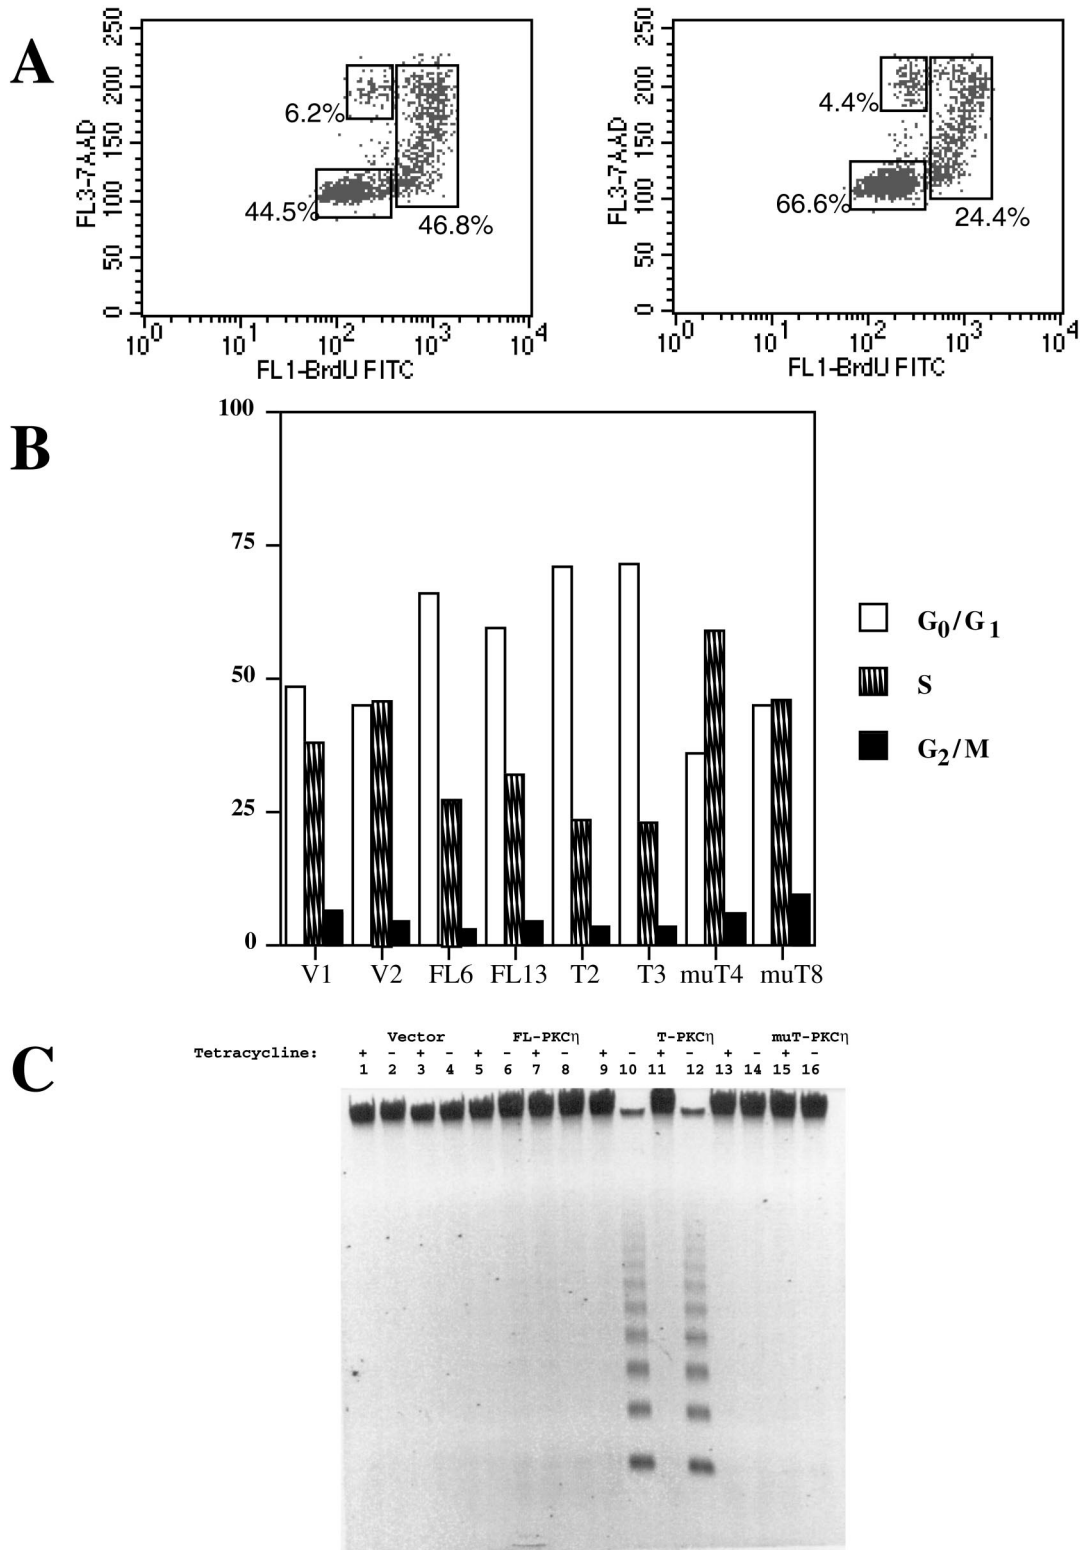 A
250
200
150
100
50
0
FL3-7AAD
6.2%
44.5%
46.8%
10^0 10^1 10^2 10^3 10^4
FL1-BrdU FITC
250
200
150
100
50
0
FL3-7AAD
4.4%
66.6%
24.4%
10^0 10^1 10^2 10^3 10^4
FL1-BrdU FITC
B
100
75
50
25
0
V1 V2 FL6 FL13 T2 T3 muT4 muT8
G0/G1
S
G2/M
C
Vector FL-PKCη T-PKCη muT-PKCη
Tetracycline: + - + - + - + - + - + - + - + -
1 2 3 4 5 6 7 8 9 10 11 12 13 14 15 16